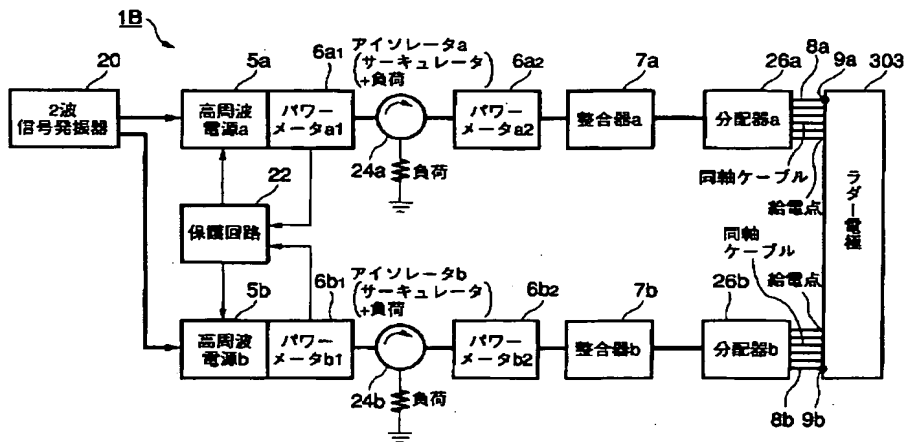 1B
20
2波
信号発振器
5a
高周波
電源a
6a1
パワー
メータa1
アイソレータa
(サーキュレータ
+負荷)
24a
負荷
6a2
パワー
メータa2
7a
整合器a
26a
分配器a
8a
9a
303
同軸ケーブル
給電点
ラダー電極
22
保護回路
5b
高周波
電源b
6b1
パワー
メータb1
アイソレータb
(サーキュレータ
+負荷)
24b
負荷
6b2
パワー
メータb2
7b
整合器b
同軸
ケーブル
26b
給電点
分配器b
8b
9b